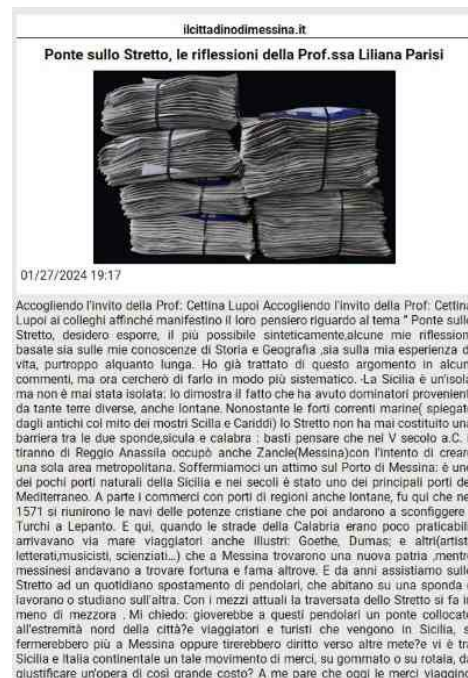 ilcittadinodimessina.it
Ponte sullo Stretto, le riflessioni della Prof.ssa Liliana Parisi
01/27/2024 19:17
Accogliendo l'invito della Prof: Cettina Lupoi Accogliendo l'invito della Prof: Cettina
Lupoi ai colleghi affinché manifestino il loro pensiero riguardo al tema " Ponte sullo
Stretto, desidero esporre, il più possibile sinteticamente,alcune mie riflession
basate sia sulle mie conoscenze di Storia e Geografia ,sia sulla mia esperienza d
vita, purtroppo alquanto lunga. Ho già trattato di questo argomento in alcun
commenti, ma ora cercherò di farlo in modo più sistematico. -La Sicilia è un'isola
ma non è mai stata isolata: lo dimostra il fatto che ha avuto dominatori provenient
da tante terre diverse, anche lontane. Nonostante le forti correnti marine( spiegat
dagli antichi col mito dei mostri Scilla e Cariddi) lo Stretto non ha mai costituito una
barriera tra le due sponde,sicula e calabra : basti pensare che nel V secolo a.C.
tiranno di Reggio Anassila occupò anche Zancle(Messina)con l'intento di crear
una sola area metropolitana. Soffermiamoci un attimo sul Porto di Messina: è uno
dei pochi porti naturali della Sicilia e nei secoli è stato uno dei principali porti de
Mediterraneo. A parte i commerci con porti di regioni anche lontane, fu qui che ne
1571 si riunirono le navi delle potenze cristiane che poi andarono a sconfiggere
Turchi a Lepanto. E qui, quando le strade della Calabria erano poco praticabil
arrivavano via mare viaggiatori anche illustri: Goethe, Dumas; e altri(artist
letterati,musicisti, scienziati...) che a Messina trovarono una nuova patria ,mentre
messinesi andavano a trovare fortuna e fama altrove. E da anni assistiamo sullo
Stretto ad un quotidiano spostamento di pendolari, che abitano su una sponda e
lavorano o studiano sull'altra. Con i mezzi attuali la traversata dello Stretto si fa in
meno di mezzora . Mi chiedo: gioverebbe a questi pendolari un ponte collocato
all'estremità nord della città?e viaggiatori e turisti che vengono in Sicilia, s
fermerebbero più a Messina oppure tirerebbero diritto verso altre mete?e vi è tra
Sicilia e Italia continentale un tale movimento di merci, su gommato o su rotaia, da
giustificare un'opera di così grande costo? A me pare che oggi le merci viaggino